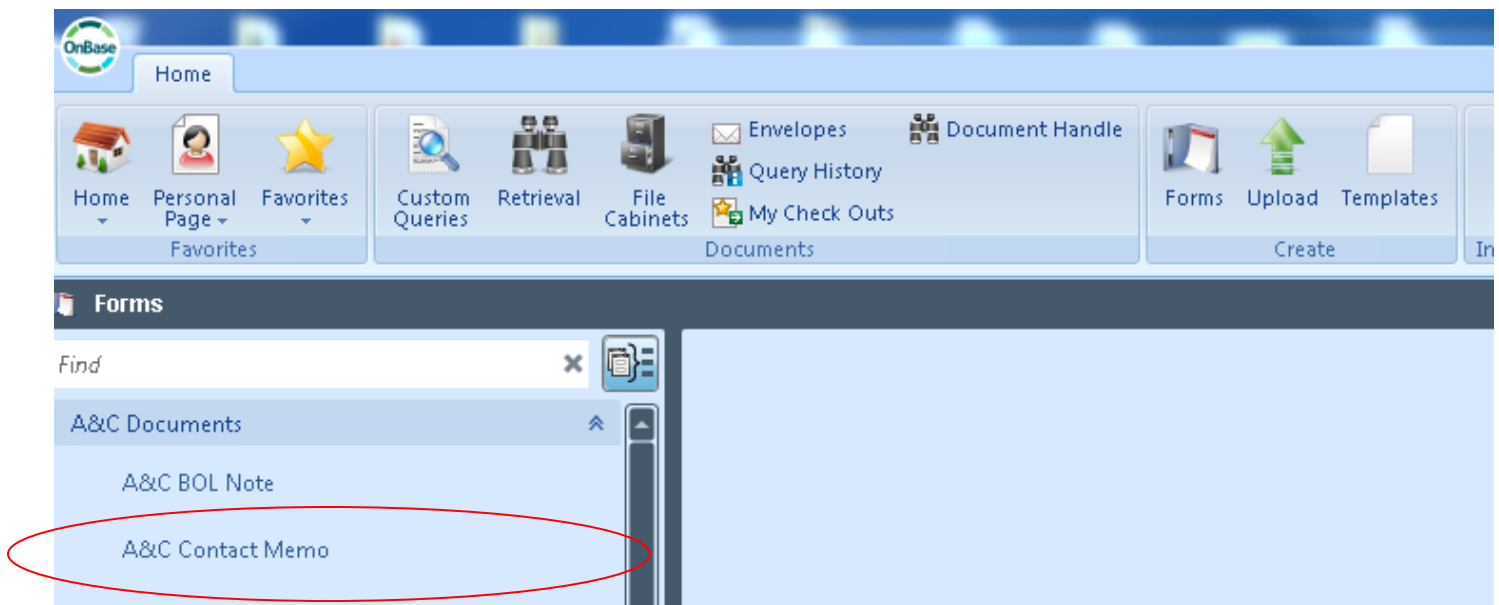 OnBase
Home
Home
Personal Page
Favorites
Favorites
Custom Queries
Retrieval
File Cabinets
Envelopes
Query History
My Check Outs
Document Handle
Documents
Forms
Upload
Templates
Create
In
Forms
Find
A&C Documents
A&C BOL Note
A&C Contact Memo